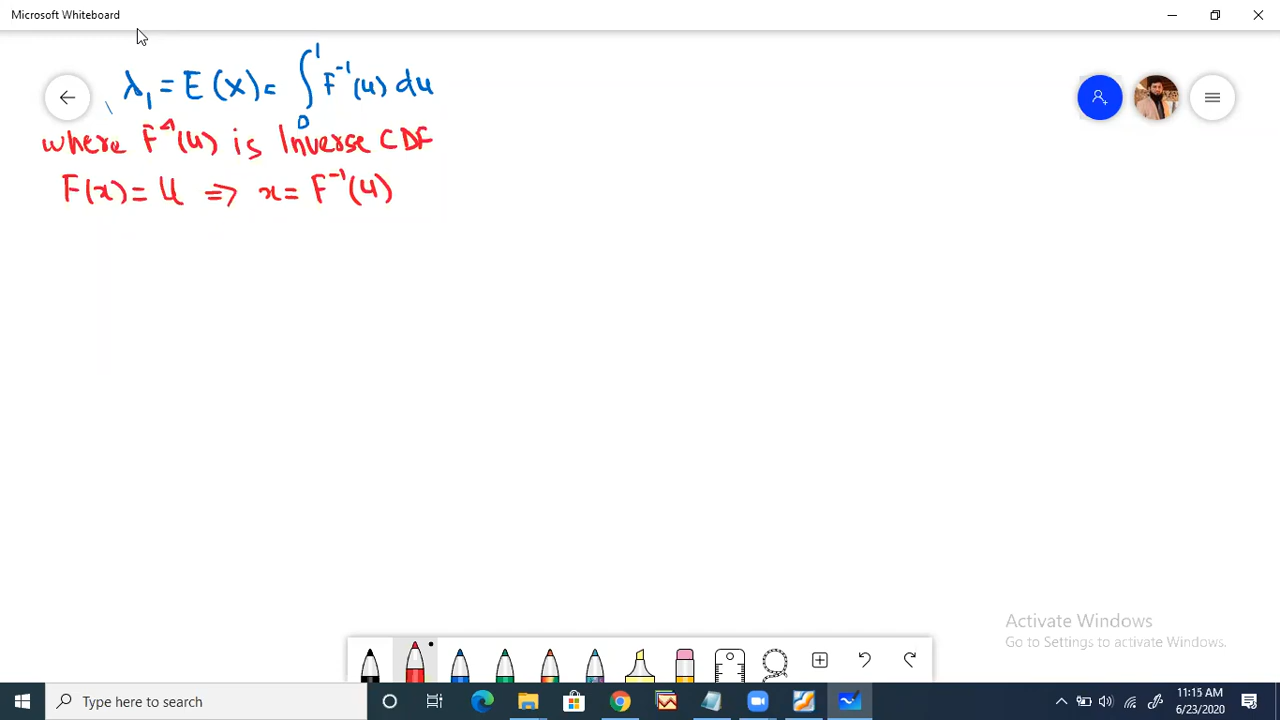 Microsoft Whiteboard
λ₁ = E(X) = ∫₀¹ F⁻¹(u) du
where F⁻¹(u) is Inverse CDF
F(x) = u ⇒ x = F⁻¹(u)
Activate Windows
Go to Settings to activate Windows.
Type here to search
11:15 AM
6/23/2020